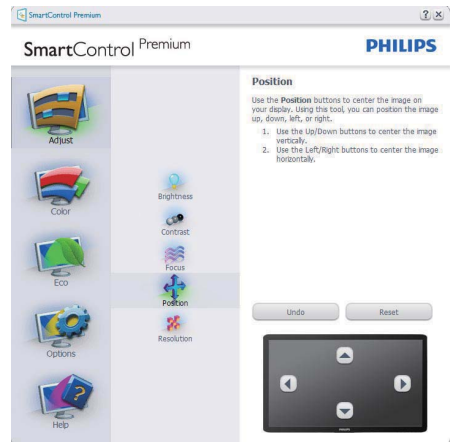 SmartControl Premium
? ×
SmartControl Premium
PHILIPS
Adjust
Color
Eco
Options
Help
Brightness
Contrast
Focus
Position
Resolution
Position
Use the Position buttons to center the image on
your display. Using this tool, you can position the image
up, down, left, or right.
1. Use the Up/Down buttons to center the image
vertically.
2. Use the Left/Right buttons to center the image
horizontally.
Undo
Reset
PHILIPS